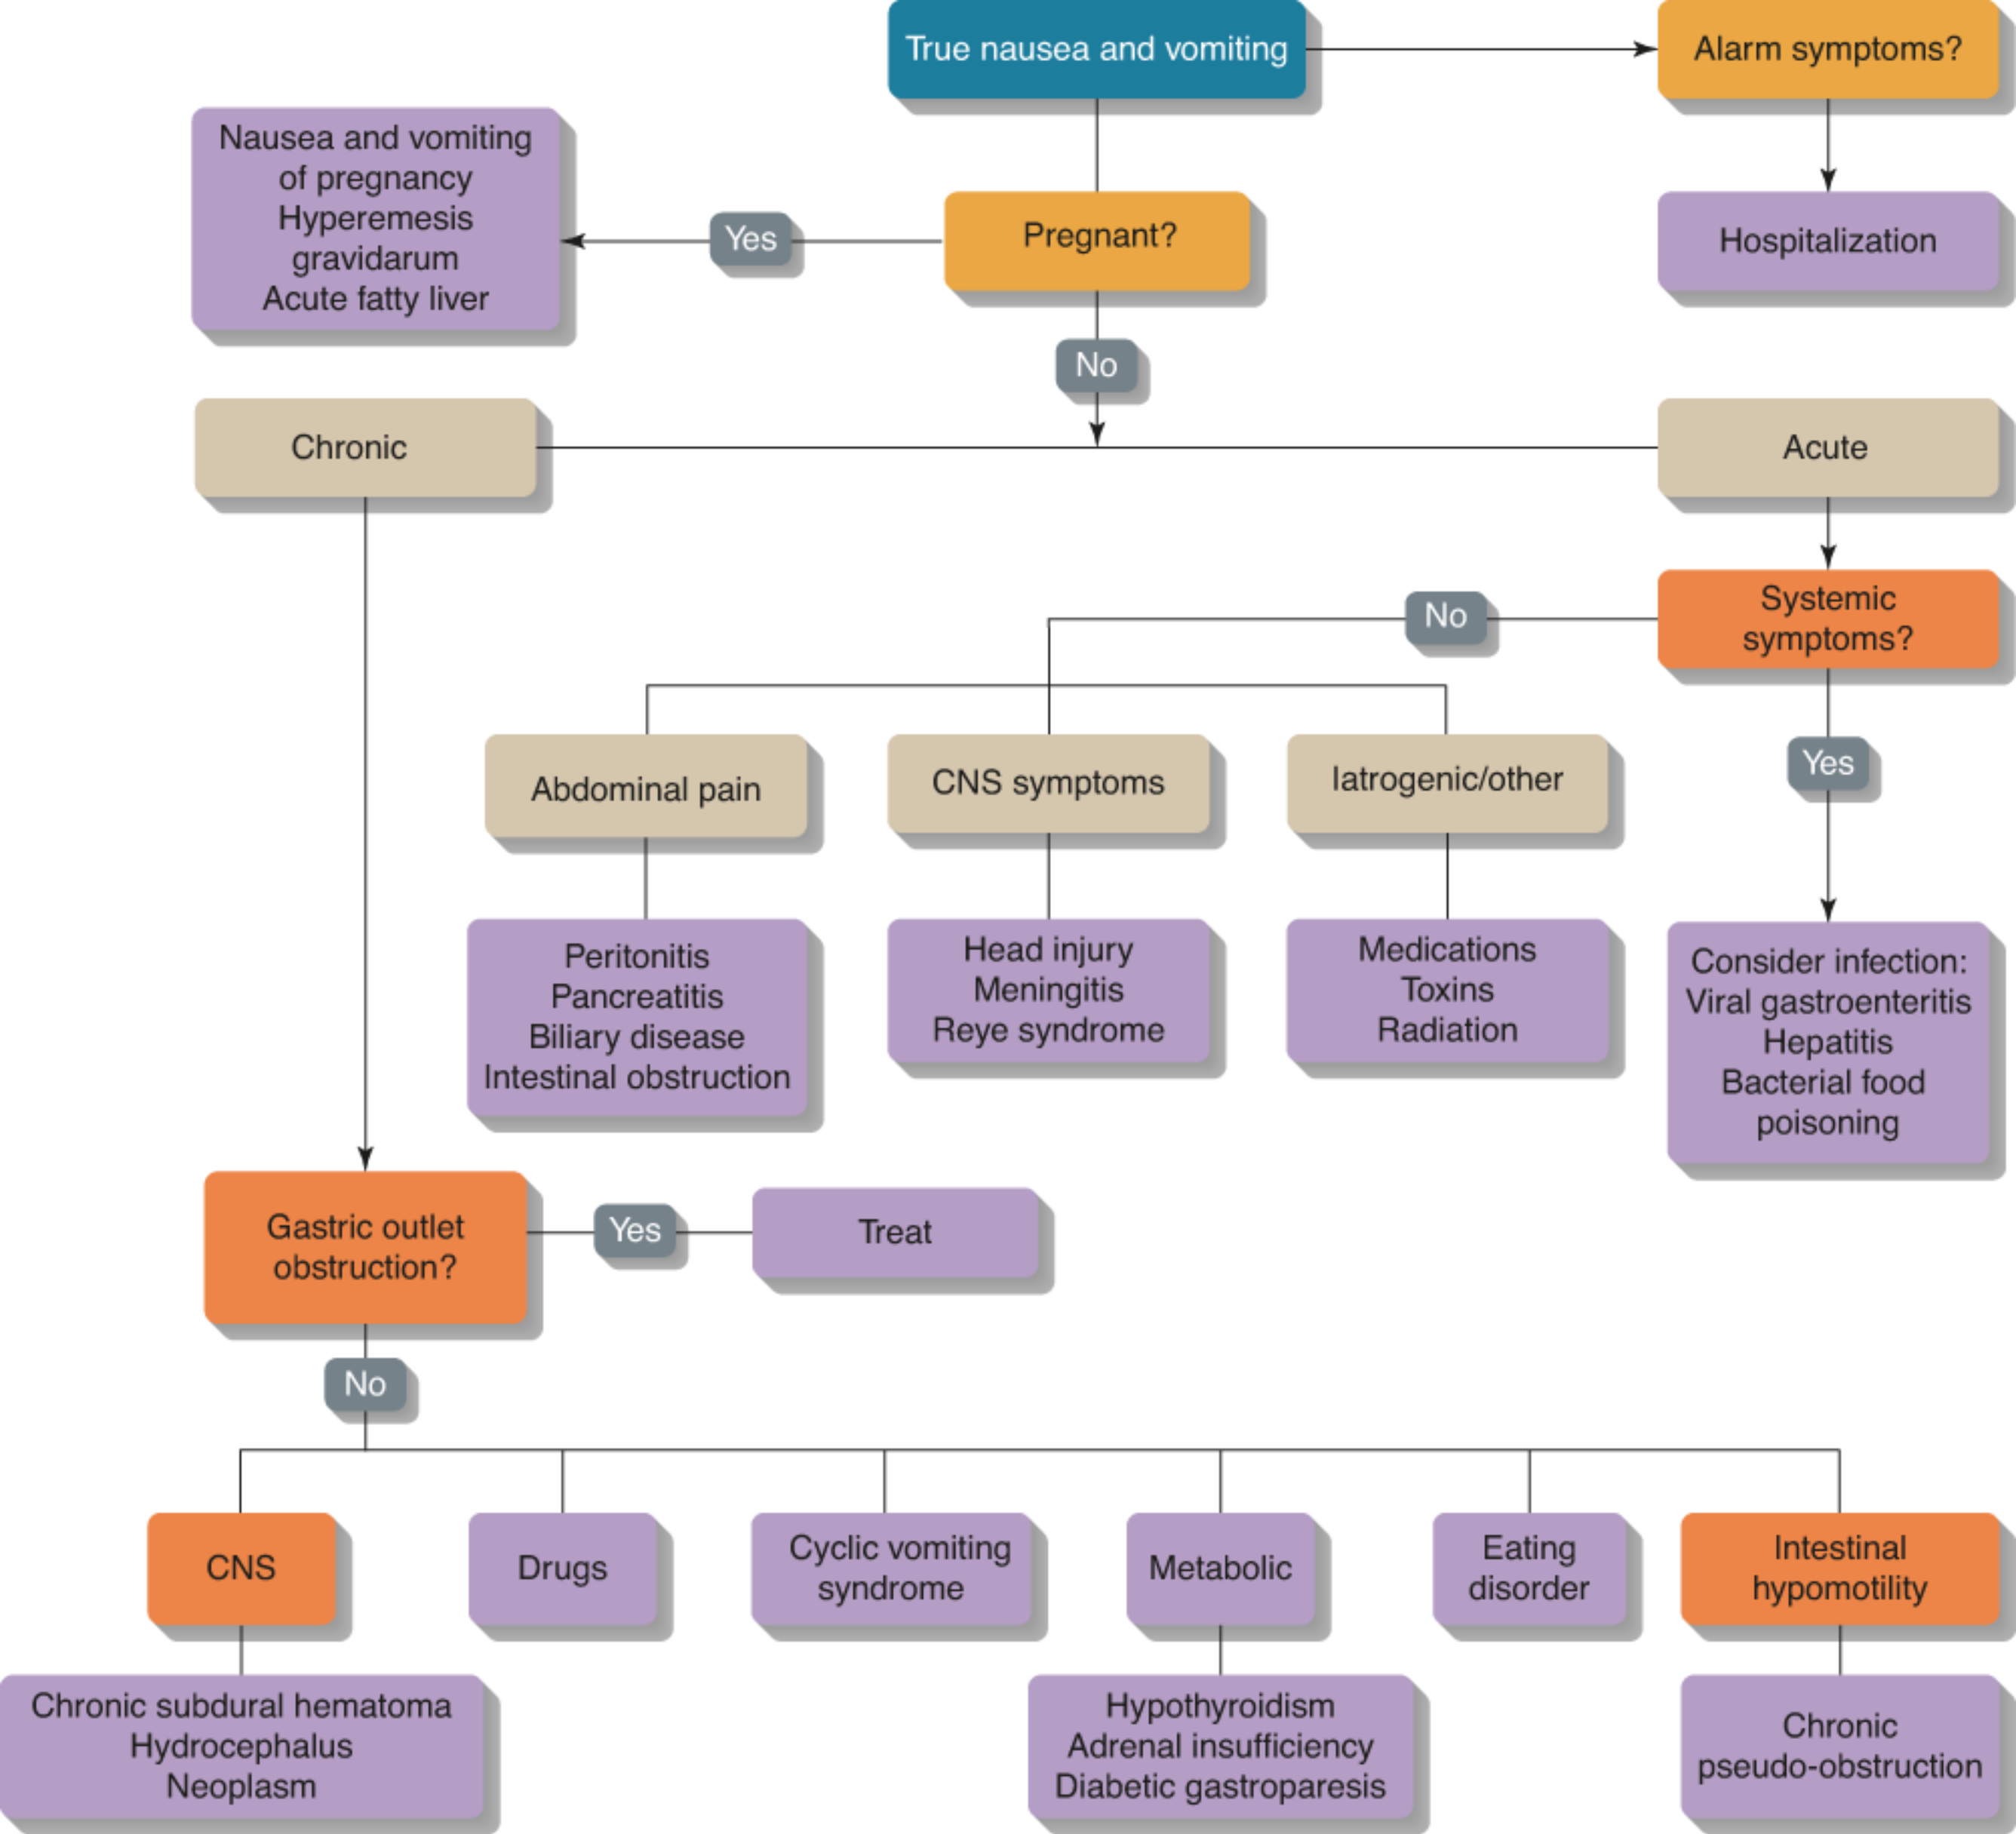 True nausea and vomiting
Alarm symptoms?
Nausea and vomiting
of pregnancy
Hyperemesis
gravidarum
Acute fatty liver
Yes
Pregnant?
Hospitalization
No
Chronic
Acute
No
Systemic
symptoms?
Yes
Abdominal pain
CNS symptoms
Iatrogenic/other
Peritonitis
Pancreatitis
Biliary disease
Intestinal obstruction
Head injury
Meningitis
Reye syndrome
Medications
Toxins
Radiation
Consider infection:
Viral gastroenteritis
Hepatitis
Bacterial food
poisoning
Gastric outlet
obstruction?
Yes
Treat
No
CNS
Drugs
Cyclic vomiting
syndrome
Metabolic
Eating
disorder
Intestinal
hypomotility
Chronic subdural hematoma
Hydrocephalus
Neoplasm
Hypothyroidism
Adrenal insufficiency
Diabetic gastroparesis
Chronic
pseudo-obstruction